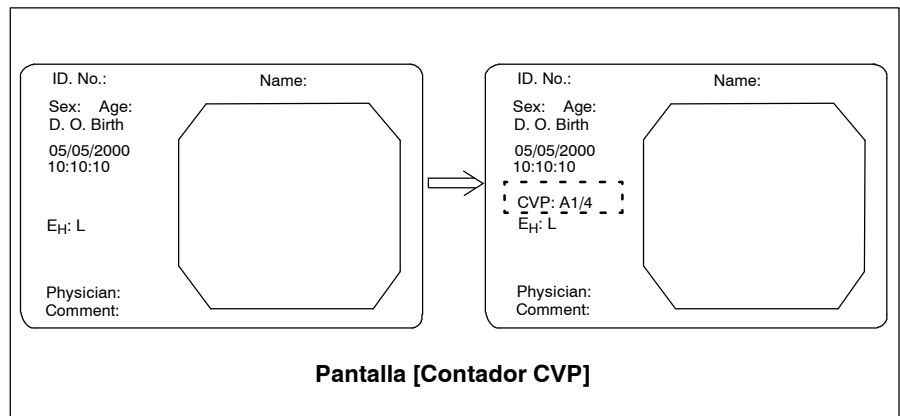 ID. No.: Name:
Sex: Age:
D. O. Birth
05/05/2000
10:10:10
EH: L
Physician:
Comment:
ID. No.: Name:
Sex: Age:
D. O. Birth
05/05/2000
10:10:10
CVP: A1/4
EH: L
Physician:
Comment:
Pantalla [Contador CVP]